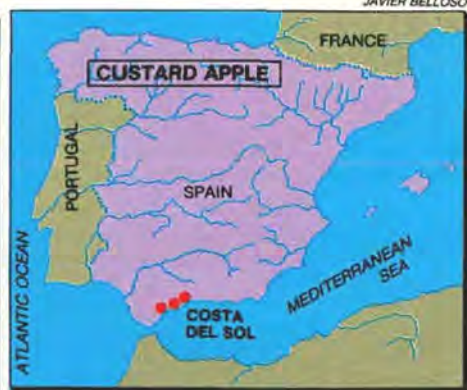 JAVIER BELLOSO
FRANCE
CUSTARD APPLE
PORTUGAL
SPAIN
ATLANTIC OCEAN
MEDITERRANEAN
SEA
COSTA
DEL SOL